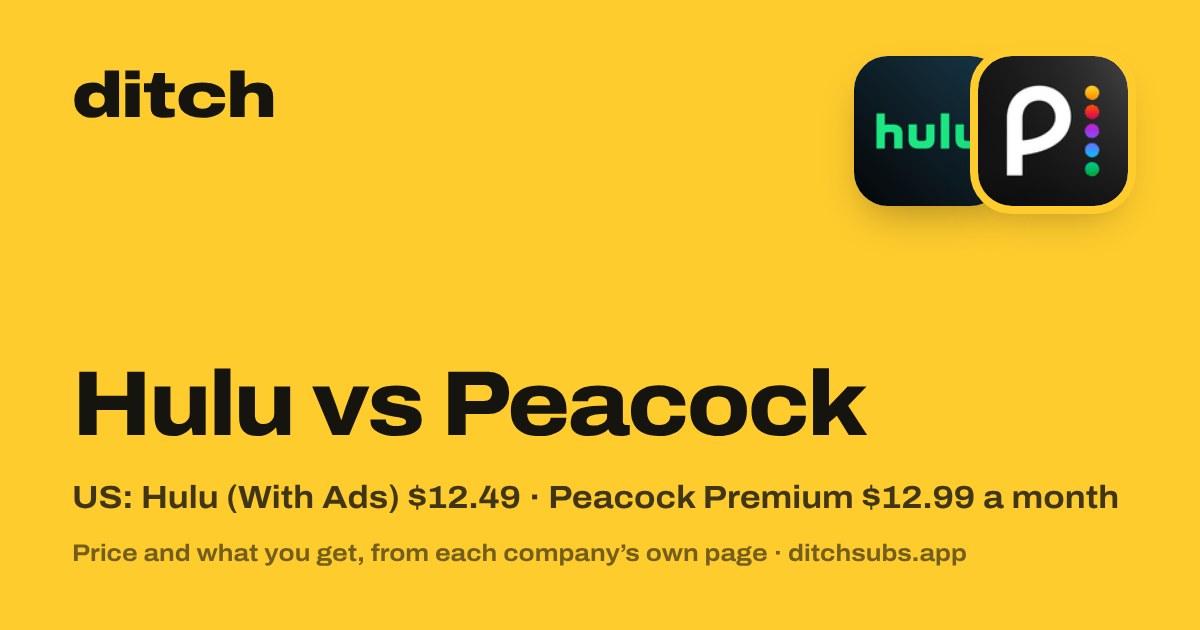 ditch
hulu
P
Hulu vs Peacock
US: Hulu (With Ads) $12.49 · Peacock Premium $12.99 a month
Price and what you get, from each company’s own page · ditchsubs.app